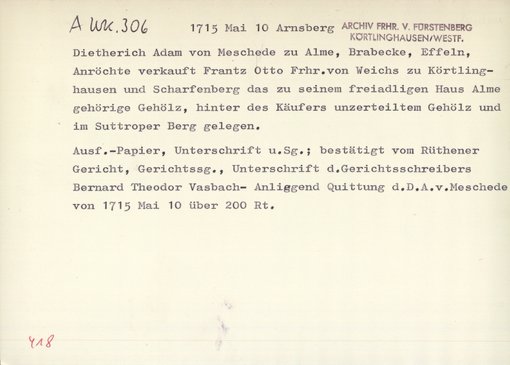 A Uk. 306 1715 Mai 10 Arnsberg ARCHIV FRHR. V. FÜRSTENBERG
KÖRTLINGHAUSEN/WESTF.
Dietherich Adam von Meschede zu Alme, Brabecke, Effeln,
Anröchte verkauft Frantz Otto Frhr.von Weichs zu Körtling-
hausen und Scharfenberg das zu seinem freiadligen Haus Alme
gehörige Gehölz, hinter des Käufers unzerteiltem Gehölz und
im Suttroper Berg gelegen.
Ausf.-Papier, Unterschrift u.Sg.; bestätigt vom Rüthener
Gericht, Gerichtssg., Unterschrift d.Gerichtsschreibers
Bernard Theodor Vasbach- Anliegend Quittung d.D.A.v.Meschede
von 1715 Mai 10 über 200 Rt.
418